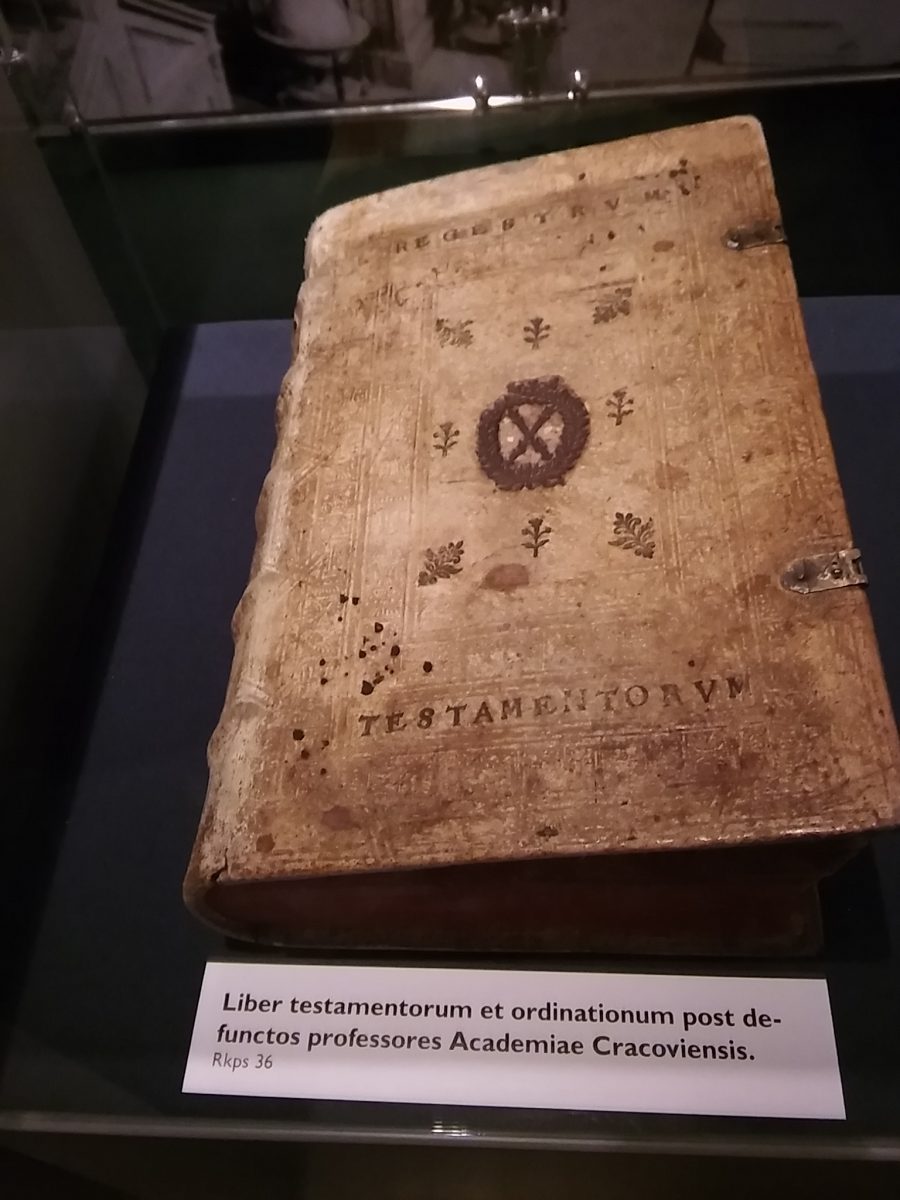 REGESTRVM
TESTAMENTORVM
Liber testamentorum et ordinationum post de-
functos professores Academiae Cracoviensis.
Rkps 36